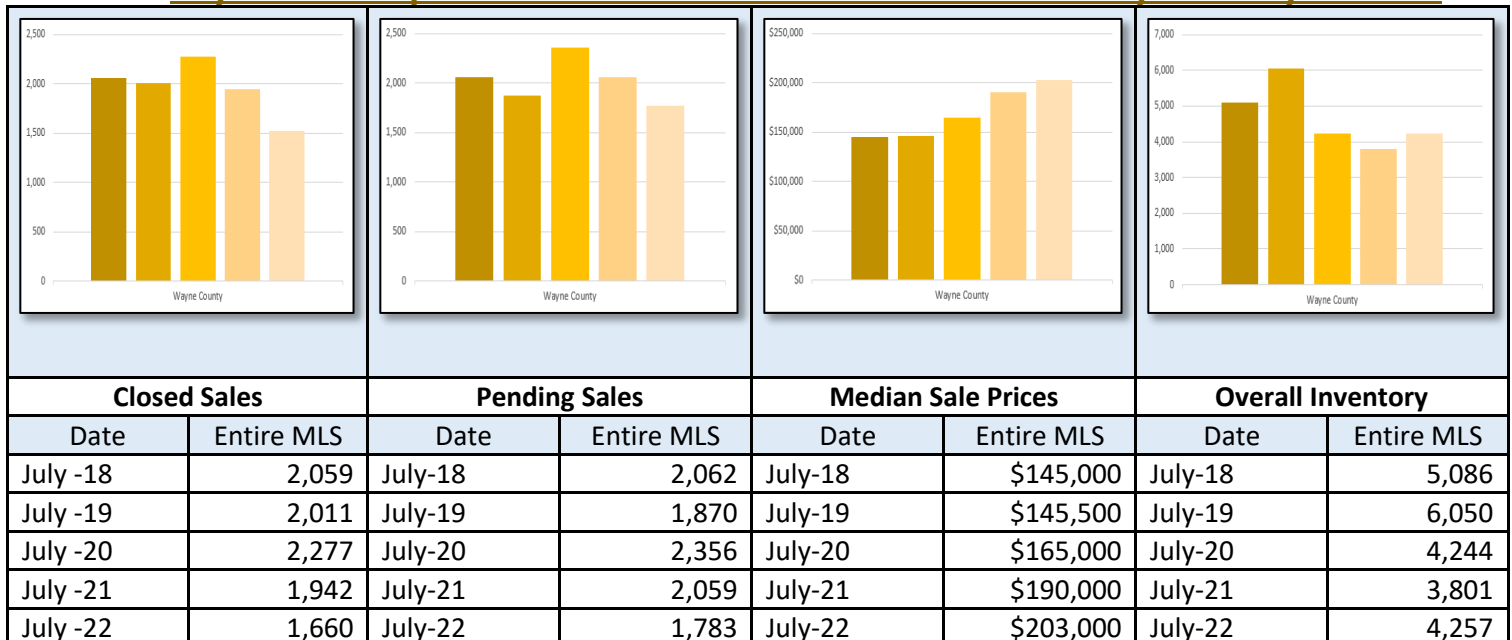 2,500
2,000
1,500
1,000
500
0
Wayne County
2,500
2,000
1,500
1,000
500
0
Wayne County
$250,000
$200,000
$150,000
$100,000
$50,000
$0
Wayne County
7,000
6,000
5,000
4,000
3,000
2,000
1,000
0
Wayne County
Closed Sales Pending Sales Median Sale Prices Overall Inventory
Date Entire MLS Date Entire MLS Date Entire MLS Date Entire MLS
July -18 2,059 July-18 2,062 July-18 $145,000 July-18 5,086
July -19 2,011 July-19 1,870 July-19 $145,500 July-19 6,050
July -20 2,277 July-20 2,356 July-20 $165,000 July-20 4,244
July -21 1,942 July-21 2,059 July-21 $190,000 July-21 3,801
July -22 1,660 July-22 1,783 July-22 $203,000 July-22 4,257